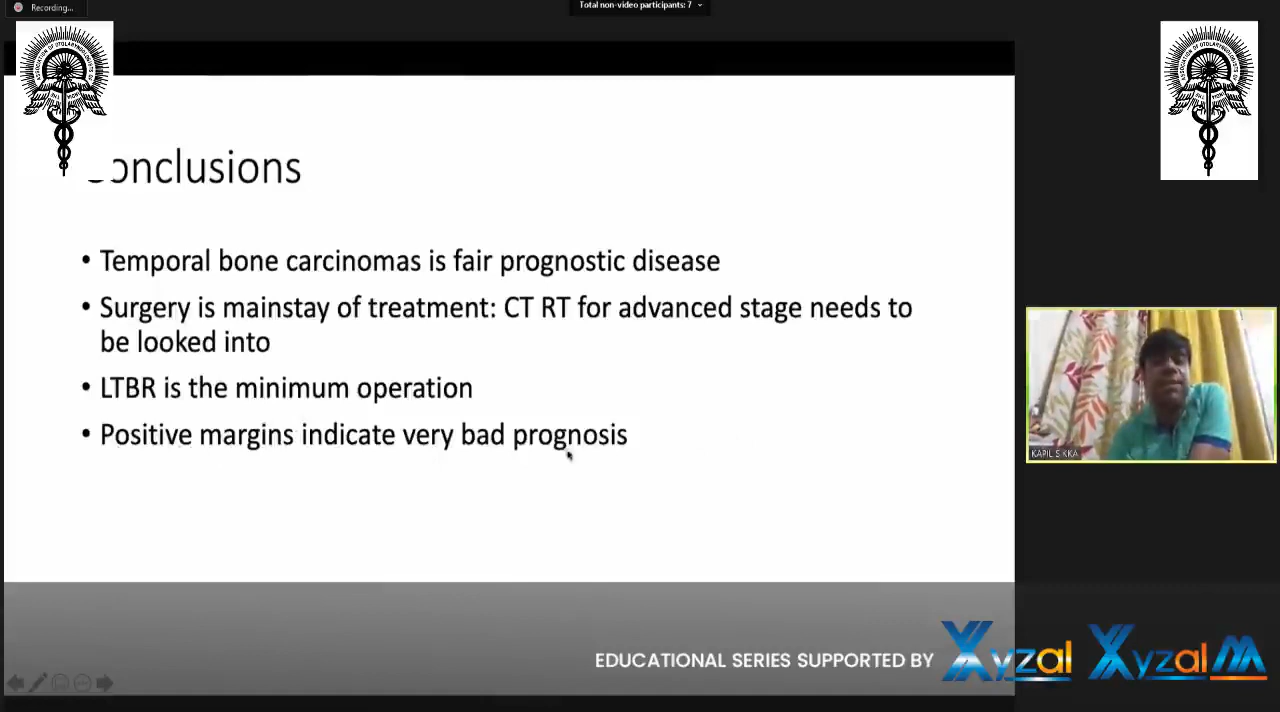 Recording...
Total non-video participants: 7
onclusions
• Temporal bone carcinomas is fair prognostic disease
• Surgery is mainstay of treatment: CT RT for advanced stage needs to
be looked into
• LTBR is the minimum operation
• Positive margins indicate very bad prognosis
KAPIL SIKKA
EDUCATIONAL SERIES SUPPORTED BY Xyzal Xyzal M